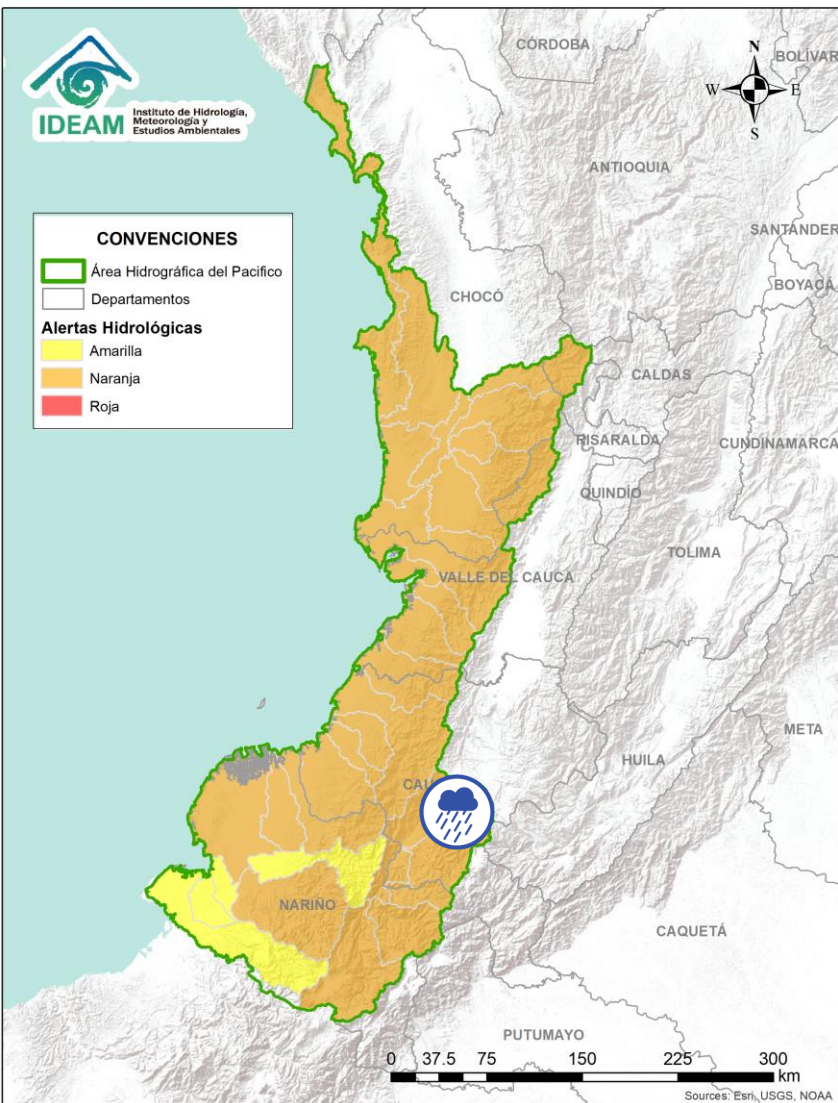 IDEAM
Instituto de Hidrología,
Meteorología y
Estudios Ambientales
CONVENCIONES
Área Hidrográfica del Pacifico
Departamentos
Alertas Hidrológicas
Amarilla
Naranja
Roja
N
W E
S
CÓRDOBA
BOLÍVAR
ANTIOQUIA
SANTANDER
BOYACÁ
CHOCÓ
CALDAS
RISARALDA
CUNDINAMARCA
QUINDÍO
TOLIMA
VALLE DEL CAUCA
META
HUILA
CAU
NARIÑO
CAQUETÁ
PUTUMAYO
0 37.5 75 150 225 300
km
Sources: Esri, USGS, NOAA